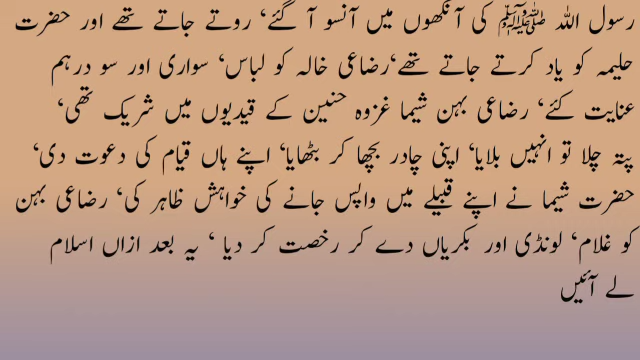 رسول اللہ ﷺ کی آنکھوں میں آنسو آ گئے‘ روتے جاتے تھے اور حضرت
حلیمہ کو یاد کرتے جاتے تھے‘رضاعی خالہ کو لباس‘ سواری اور سو درہم
عنایت کئے‘ رضاعی بہن شیما غزوہ حنین کے قیدیوں میں شریک تھی‘
پتہ چلا تو انہیں بلایا‘ اپنی چادر بچھا کر بٹھایا‘ اپنے ہاں قیام کی دعوت دی‘
حضرت شیما نے اپنے قبیلے میں واپس جانے کی خواہش ظاہر کی‘ رضاعی بہن
کو غلام‘ لونڈی اور بکریاں دے کر رخصت کر دیا ‘ یہ بعد ازاں اسلام
لے آئیں